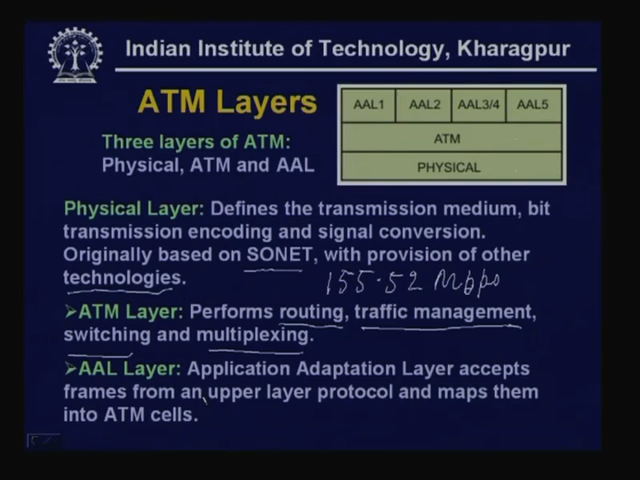 Indian Institute of Technology, Kharagpur
ATM Layers
AAL1 AAL2 AAL3/4 AAL5
ATM
PHYSICAL
Three layers of ATM:
Physical, ATM and AAL
Physical Layer: Defines the transmission medium, bit
transmission encoding and signal conversion.
Originally based on SONET, with provision of other
technologies.
155.52 Mbps
➢ATM Layer: Performs routing, traffic management,
switching and multiplexing.
➢AAL Layer: Application Adaptation Layer accepts
frames from an upper layer protocol and maps them
into ATM cells.